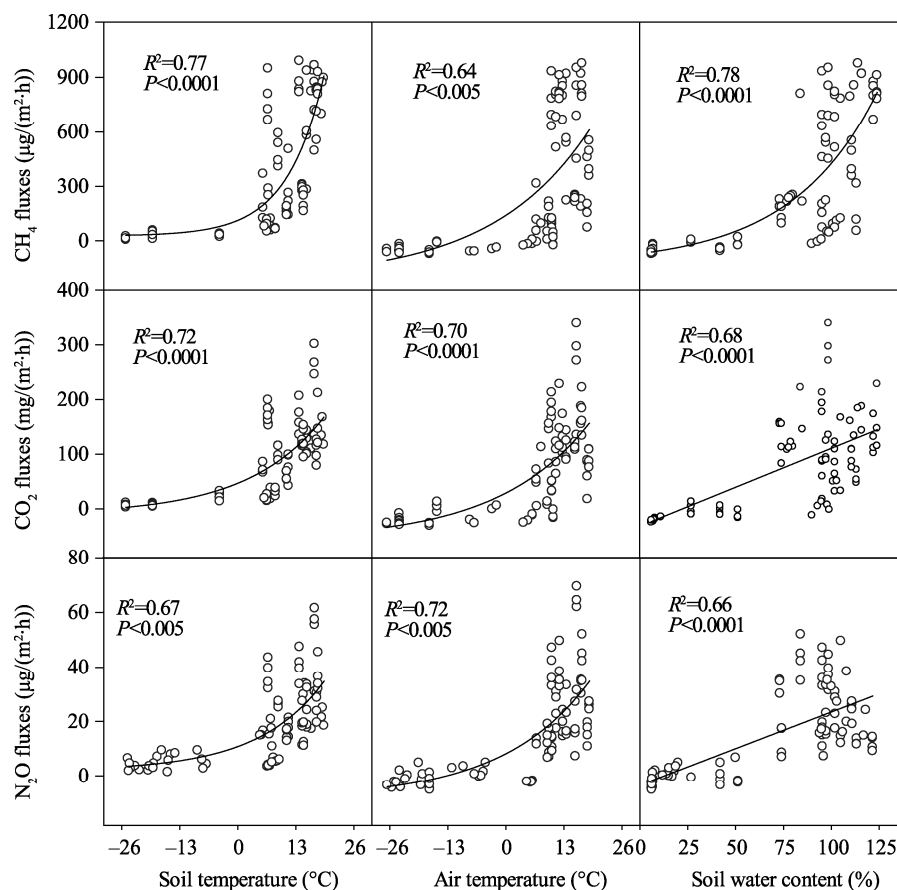 1200
900
600
300
0
CH₄ fluxes (μg/(m²·h))
R²=0.77
P<0.0001
R²=0.64
P<0.005
R²=0.78
P<0.0001
400
300
200
100
0
CO₂ fluxes (mg/(m²·h))
R²=0.72
P<0.0001
R²=0.70
P<0.0001
R²=0.68
P<0.0001
80
60
40
20
0
N₂O fluxes (μg/(m²·h))
R²=0.67
P<0.005
R²=0.72
P<0.005
R²=0.66
P<0.0001
−26 −13 0 13 26
−26 −13 0 13 26
0 25 50 75 100 125
Soil temperature (°C)
Air temperature (°C)
Soil water content (%)